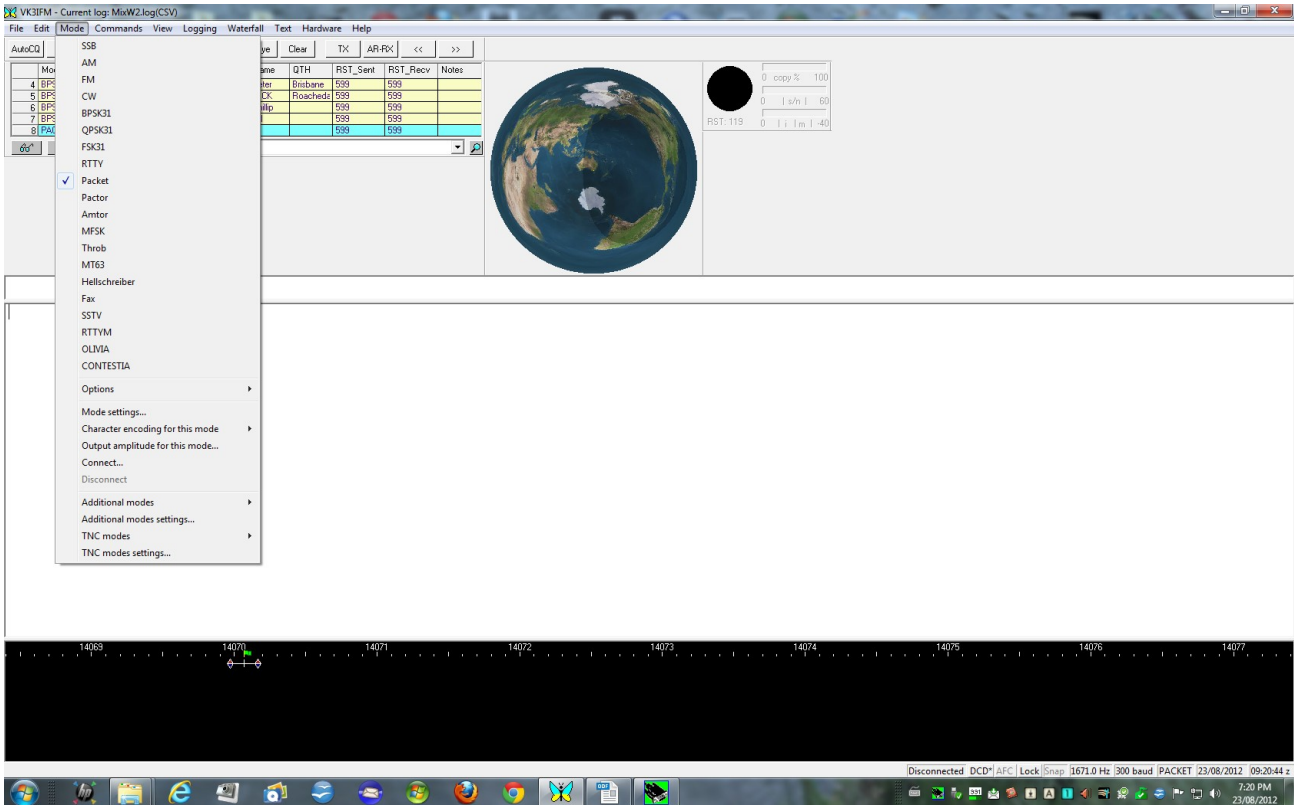 VK3IFM - Current log: MixW2.log(CSV)
File Edit Mode Commands View Logging Waterfall Text Hardware Help
AutoCQ ye Clear TX AR-RX << >>
Mo ame QTH RST_Sent RST_Recv Notes
4 BPS ter Brisbane 599 599
5 BPS CK Roacheda 599 599
6 BPS illip 599 599
7 BPS 599 599
8 PAC 599 599
SSB
AM
FM
CW
BPSK31
QPSK31
FSK31
RTTY
Packet
Pactor
Amtor
MFSK
Throb
MT63
Hellschreiber
Fax
SSTV
RTTYM
OLIVIA
CONTESTIA
Options
Mode settings...
Character encoding for this mode
Output amplitude for this mode...
Connect...
Disconnect
Additional modes
Additional modes settings...
TNC modes
TNC modes settings...
0 copy % 100
0 | s/n | 60
RST: 119 0 | i | m | -40
14069 14070 14071 14072 14073 14074 14075 14076 14077
Disconnected DCD* AFC Lock Snap 1671.0 Hz 300 baud PACKET 23/08/2012 09:20:44 z
7:20 PM
23/08/2012